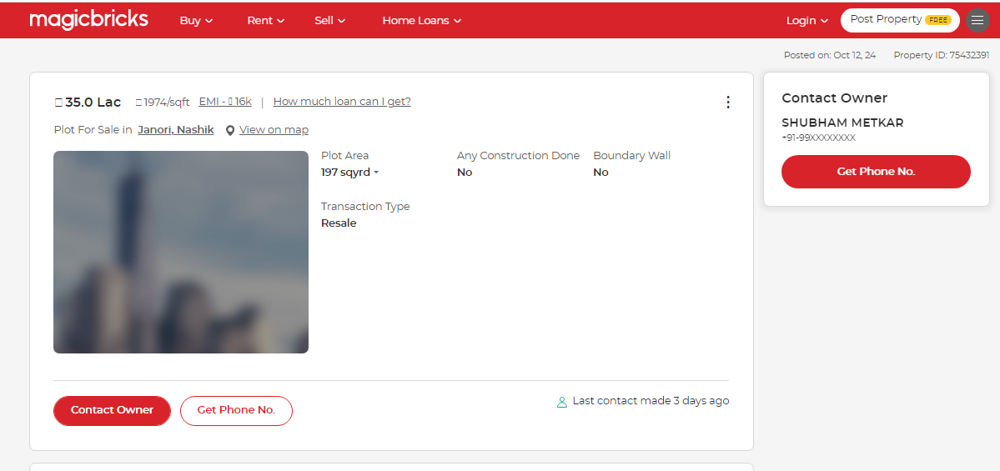 magicbricks Buy Rent Sell Home Loans Login Post Property FREE
Posted on: Oct 12, 24 Property ID: 75432391
35.0 Lac 1974/sqft EMI - 16k | How much loan can I get?
Plot For Sale in Janori, Nashik View on map
Plot Area Any Construction Done Boundary Wall
197 sqyrd No No
Transaction Type
Resale
Contact Owner Get Phone No. Last contact made 3 days ago
Contact Owner
SHUBHAM METKAR
+91-99XXXXXXXX
Get Phone No.